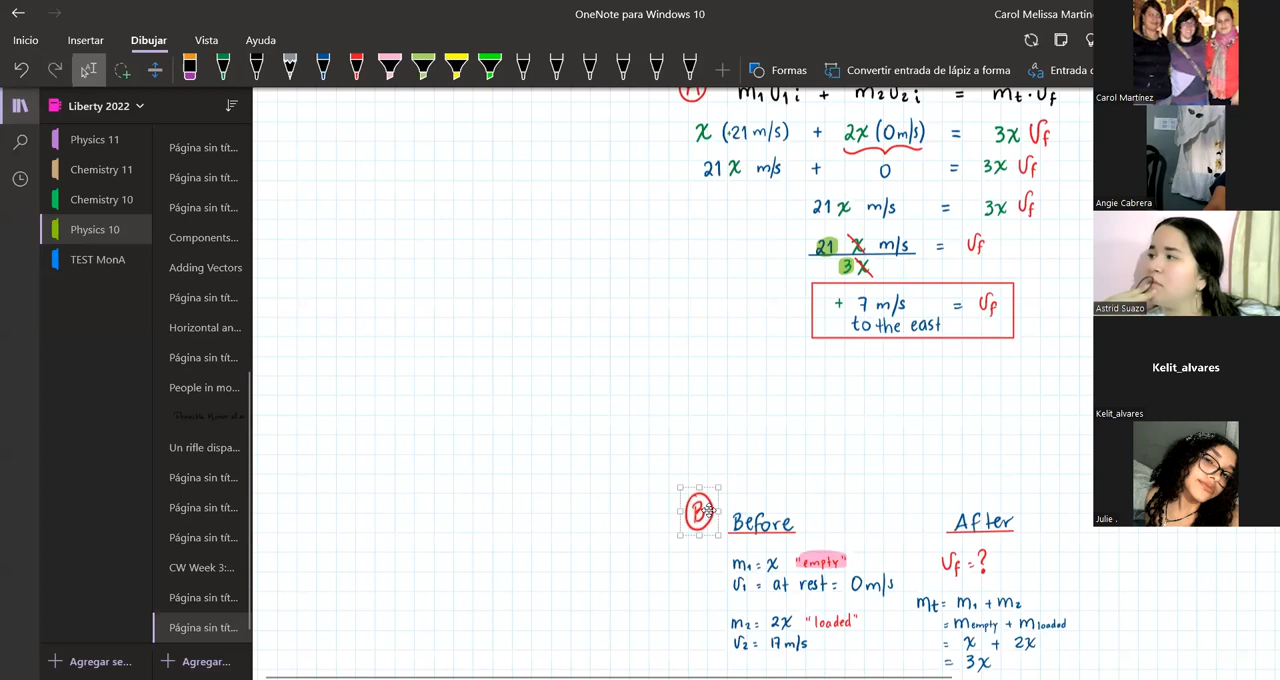 OneNote para Windows 10
Carol Melissa Martine
Inicio
Insertar
Dibujar
Vista
Ayuda
Formas
Convertir entrada de lápiz a forma
Entrada d
Liberty 2022
Physics 11
Chemistry 11
Chemistry 10
Physics 10
TEST MonA
Página sin tít...
Página sin tít...
Página sin tít...
Components...
Adding Vectors
Página sin tít...
Horizontal an...
Página sin tít...
People in mo...
Un rifle dispa...
Página sin tít...
Página sin tít...
Página sin tít...
CW Week 3:...
Página sin tít...
Página sin tít...
Agregar se...
Agregar...
A m₁v₁i + m₂v₂i = mt·vf
x (+21 m/s) + 2x (0 m/s) = 3x vf
21 x m/s + 0 = 3x vf
21 x m/s = 3x vf
21 x m/s = vf
3 x
+ 7 m/s = vf
to the east
B Before
m₁ = x "empty"
v₁ = at rest = 0 m/s
m₂ = 2x "loaded"
v₂ = 17 m/s
After
vf = ?
mt = m₁ + m₂
= m empty + m loaded
= x + 2x
= 3x
Carol Martínez
Angie Cabrera
Astrid Suazo
Kelit_alvares
Kelit_alvares
Julie .